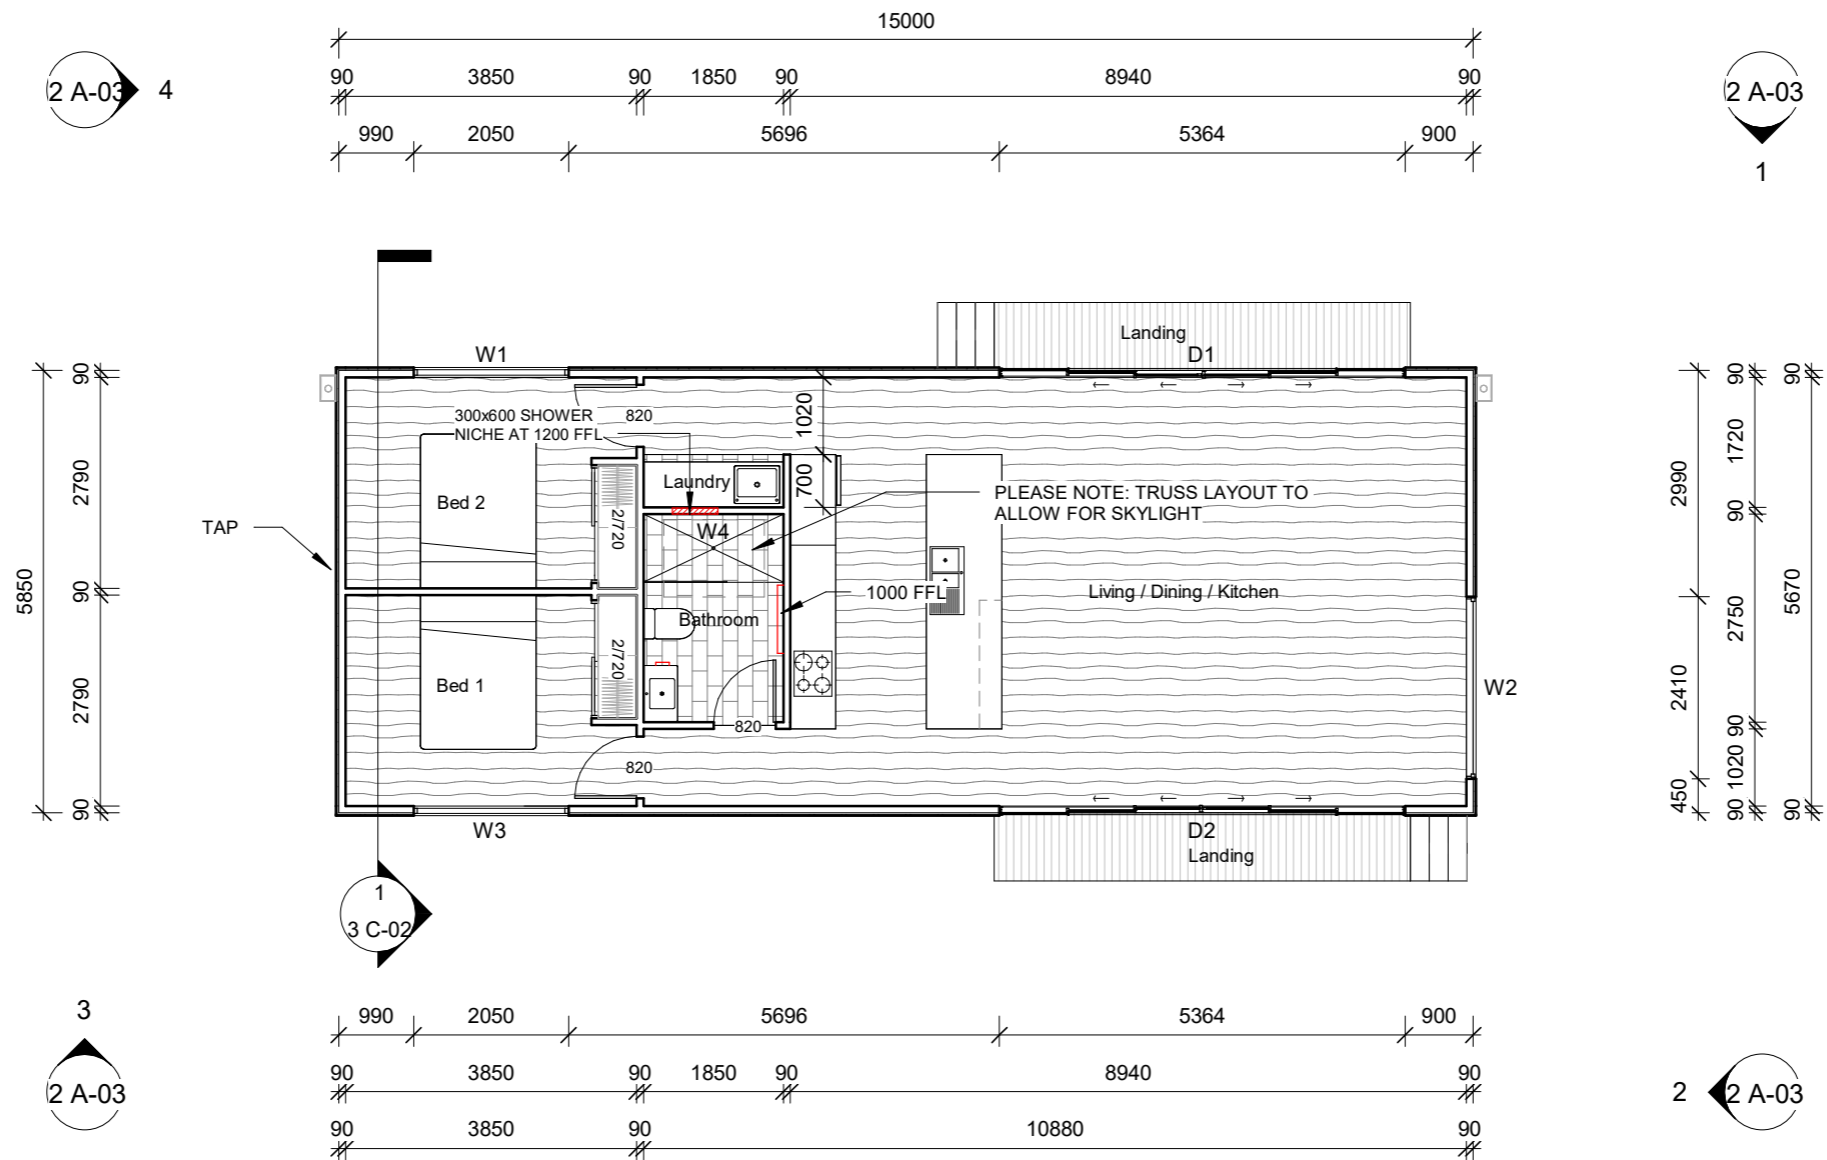 15000
90 3850 90 1850 90 8940 90
990 2050 5696 5364 900
2 A-03 4
2 A-03
1
W1
Landing
D1
300x600 SHOWER
NICHE AT 1200 FFL
820
1020
700
Laundry
Bed 2
2/720
W4
PLEASE NOTE: TRUSS LAYOUT TO
ALLOW FOR SKYLIGHT
TAP
1000 FFL
Living / Dining / Kitchen
Bathroom
Bed 1
2/720
820
820
W2
W3
D2
Landing
5850
90 2790 90 2790 90
2990 2410 450
90 1720 90 2750 90 1020 90
90 5670 90
1
3 C-02
3
2 A-03
2 2 A-03
990 2050 5696 5364 900
90 3850 90 1850 90 8940 90
90 3850 90 10880 90